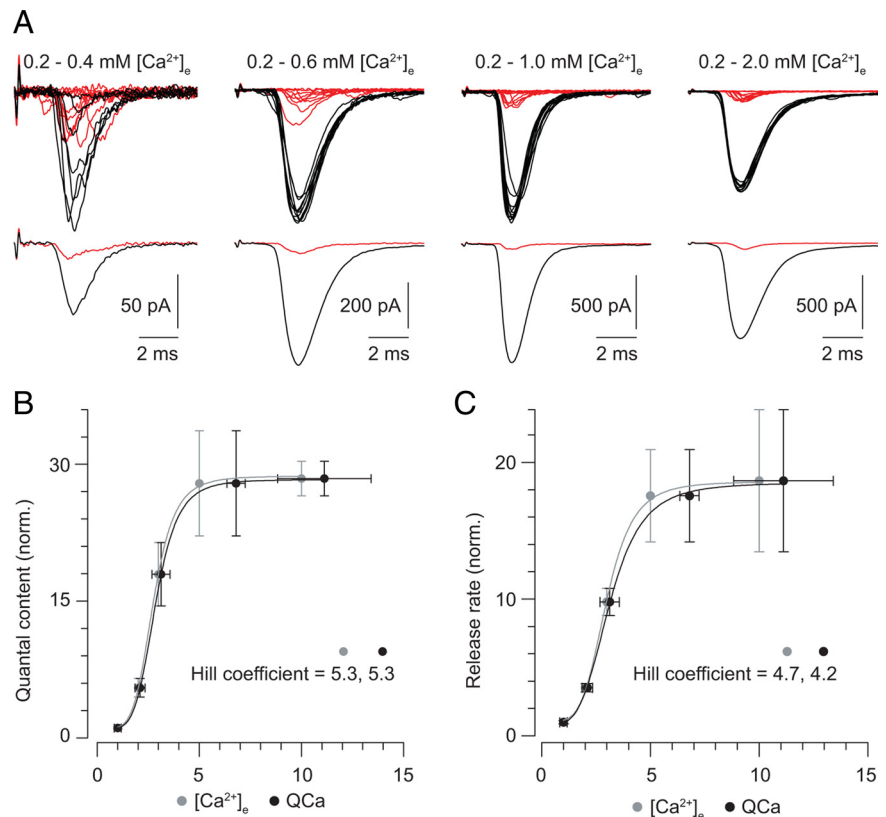 A
0.2 - 0.4 mM [Ca²⁺]ₑ
0.2 - 0.6 mM [Ca²⁺]ₑ
0.2 - 1.0 mM [Ca²⁺]ₑ
0.2 - 2.0 mM [Ca²⁺]ₑ
50 pA
2 ms
200 pA
2 ms
500 pA
2 ms
500 pA
2 ms
B
Quantal content (norm.)
30
15
0
Hill coefficient = 5.3, 5.3
0 5 10 15
[Ca²⁺]ₑ QCa
C
Release rate (norm.)
20
10
0
Hill coefficient = 4.7, 4.2
0 5 10 15
[Ca²⁺]ₑ QCa